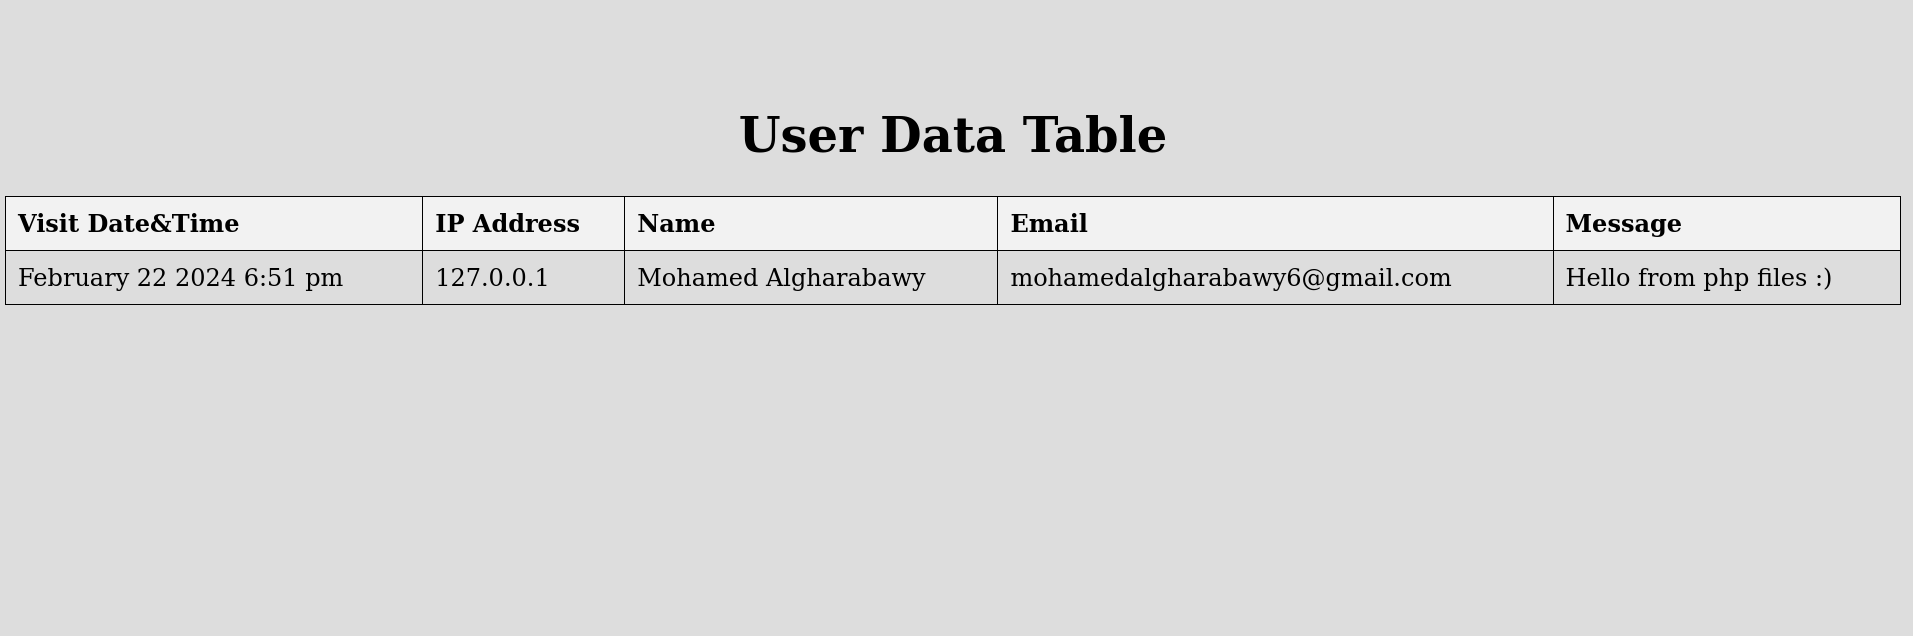 User Data Table
Visit Date&Time IP Address Name Email Message
February 22 2024 6:51 pm 127.0.0.1 Mohamed Algharabawy mohamedalgharabawy6@gmail.com Hello from php files :)